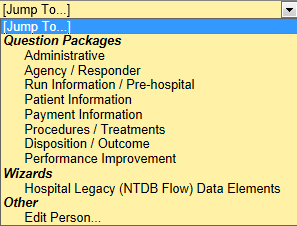 [Jump To...]
[Jump To...]
Question Packages
Administrative
Agency / Responder
Run Information / Pre-hospital
Patient Information
Payment Information
Procedures / Treatments
Disposition / Outcome
Performance Improvement
Wizards
Hospital Legacy (NTDB Flow) Data Elements
Other
Edit Person...